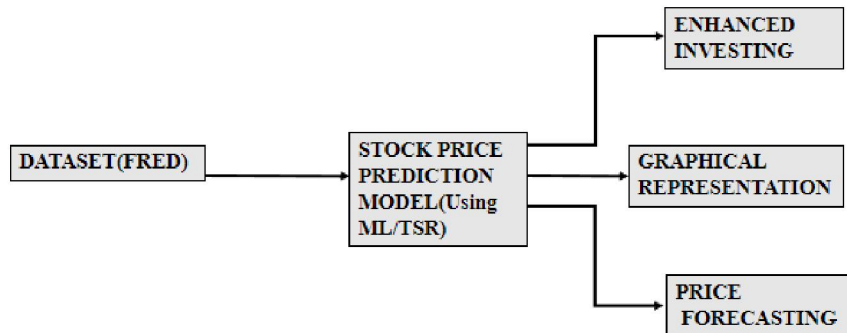 ENHANCED
INVESTING
DATASET(FRED)
STOCK PRICE
PREDICTION
MODEL(Using
ML/TSR)
GRAPHICAL
REPRESENTATION
PRICE
FORECASTING